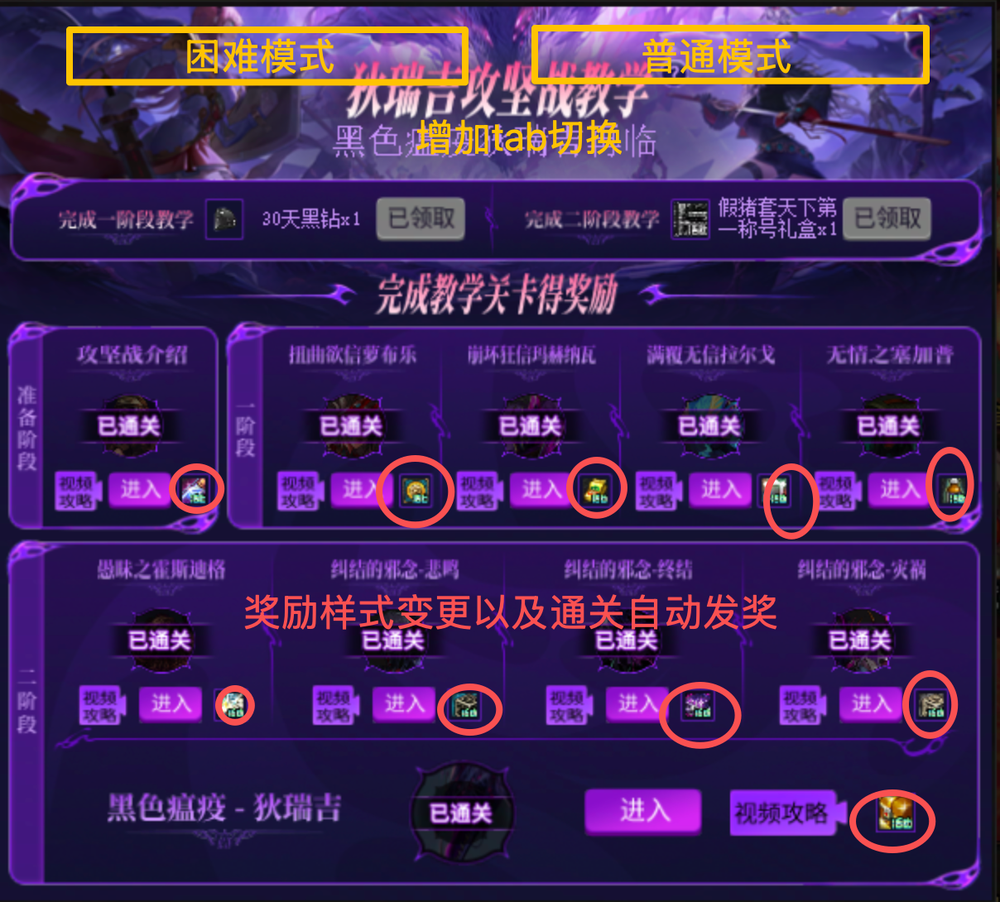 困难模式
普通模式
狄瑞吉攻坚战教学
增加tab切换
黑色瘟
临
完成一阶段教学
30天黑钻x1
已领取
完成二阶段教学
假猪套天下第
一称号礼盒x1
已领取
完成教学关卡得奖励
准备阶段
攻坚战介绍
已通关
视频
攻略
进入
一阶段
扭曲欲信萝布乐
崩坏狂信玛赫纳瓦
满覆无信拉尔戈
无情之塞加普
已通关
已通关
已通关
已通关
视频
攻略
进入
视频
攻略
进入
视频
攻略
进入
视频
攻略
进入
二阶段
愚昧之霍斯迪格
纠结的邪念-悲鸣
纠结的邪念-终结
纠结的邪念-灾祸
奖励样式变更以及通关自动发奖
已通关
已通关
已通关
已通关
视频
攻略
进入
视频
攻略
进入
视频
攻略
进入
视频
攻略
进入
黑色瘟疫 - 狄瑞吉
已通关
进入
视频攻略